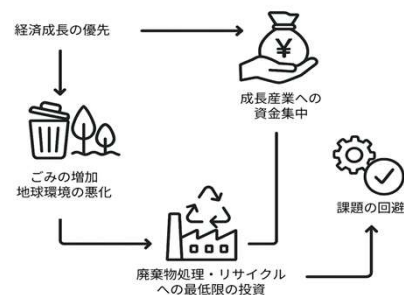 経済成長の優先
¥
成長産業への
資金集中
ごみの増加
地球環境の悪化
課題の回避
廃棄物処理・リサイクル
への最低限の投資